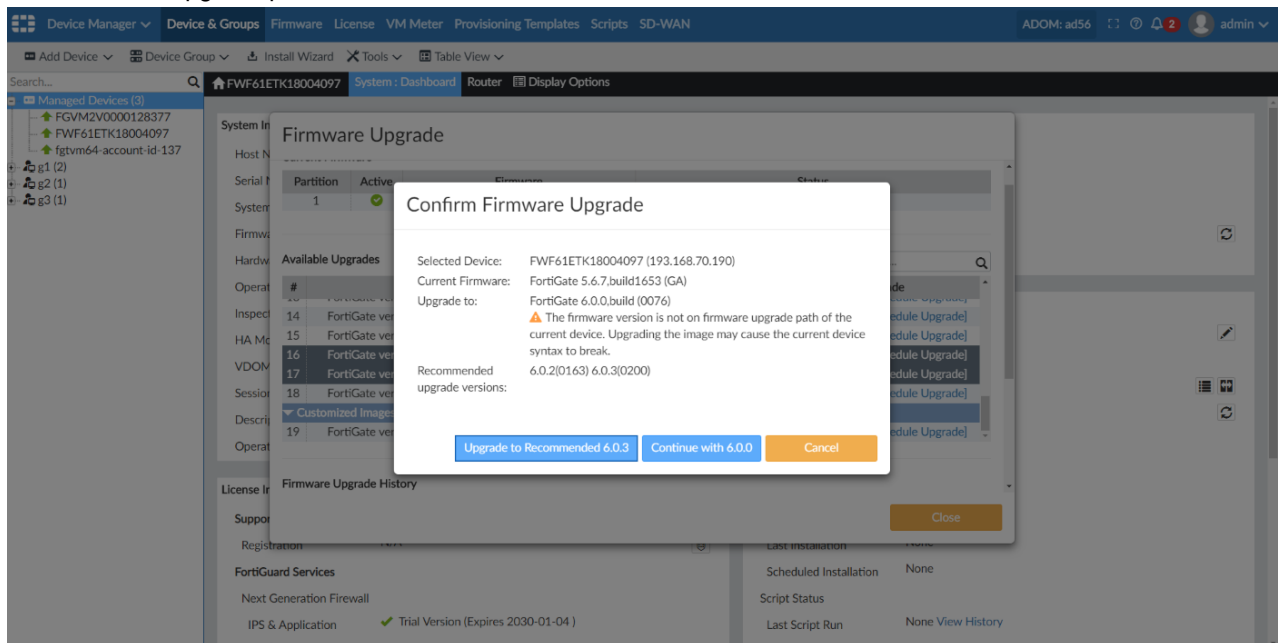 Device Manager Device & Groups Firmware License VM Meter Provisioning Templates Scripts SD-WAN ADOM: ad56 2 admin
Add Device Device Group Install Wizard Tools Table View
Search... FWF61ETK18004097 System : Dashboard Router Display Options
Managed Devices (3)
FGVM2V0000128377
FWF61ETK18004097
fgtvm64-account-id-137
g1 (2)
g2 (1)
g3 (1)
System In
Host N
Serial
System
Firmwa
Hardw
Operat
Inspec
HA Mo
VDOM
Session
Descri
Operat
Firmware Upgrade
Partition Active Firmware Status
1
Available Upgrades
#
14 FortiGate ver edule Upgrade]
15 FortiGate ver edule Upgrade]
16 FortiGate ver edule Upgrade]
17 FortiGate ver edule Upgrade]
18 FortiGate ver edule Upgrade]
Customized Images
19 FortiGate ver edule Upgrade]
Firmware Upgrade History
Close
Confirm Firmware Upgrade
Selected Device: FWF61ETK18004097 (193.168.70.190)
Current Firmware: FortiGate 5.6.7,build1653 (GA)
Upgrade to: FortiGate 6.0.0,build (0076)
The firmware version is not on firmware upgrade path of the
current device. Upgrading the image may cause the current device
syntax to break.
Recommended 6.0.2(0163) 6.0.3(0200)
upgrade versions:
Upgrade to Recommended 6.0.3 Continue with 6.0.0 Cancel
License In
Suppor
Registration
FortiGuard Services
Next Generation Firewall
IPS & Application Trial Version (Expires 2030-01-04 )
Last Installation None
Scheduled Installation None
Script Status
Last Script Run None View History